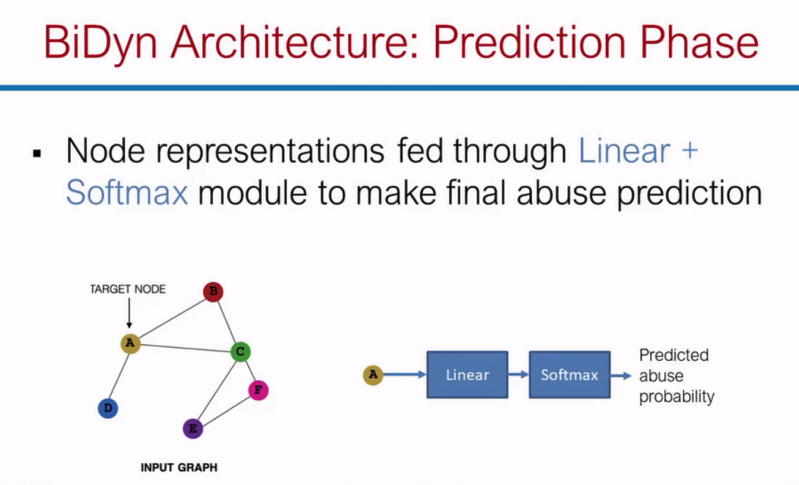 BiDyn Architecture: Prediction Phase
▪ Node representations fed through Linear +
Softmax module to make final abuse prediction
TARGET NODE
B
A
C
F
D
E
INPUT GRAPH
A
Linear
Softmax
Predicted
abuse
probability